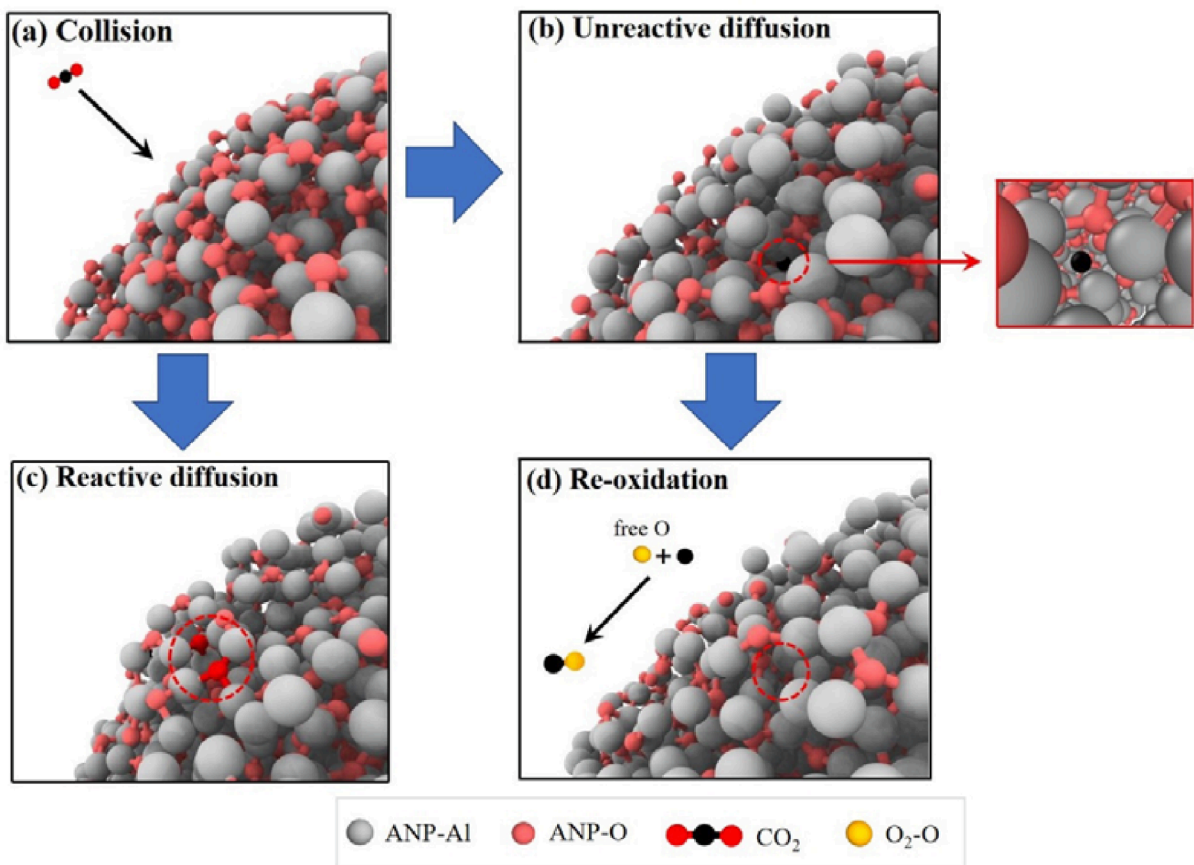 (a) Collision
(b) Unreactive diffusion
(c) Reactive diffusion
(d) Re-oxidation
free O
+
ANP-Al ANP-O CO₂ O₂-O